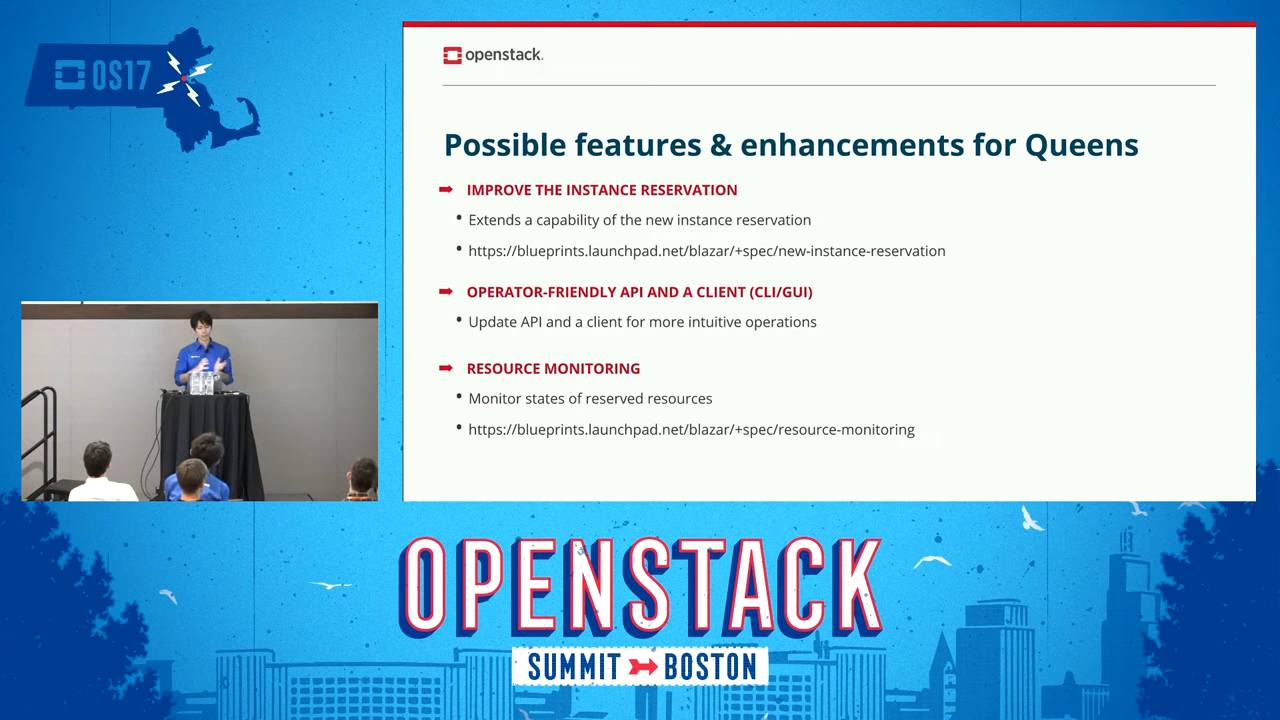 OS17
openstack.
Possible features & enhancements for Queens
IMPROVE THE INSTANCE RESERVATION
• Extends a capability of the new instance reservation
• https://blueprints.launchpad.net/blazar/+spec/new-instance-reservation
OPERATOR-FRIENDLY API AND A CLIENT (CLI/GUI)
• Update API and a client for more intuitive operations
RESOURCE MONITORING
• Monitor states of reserved resources
• https://blueprints.launchpad.net/blazar/+spec/resource-monitoring
OPENSTACK
SUMMIT BOSTON